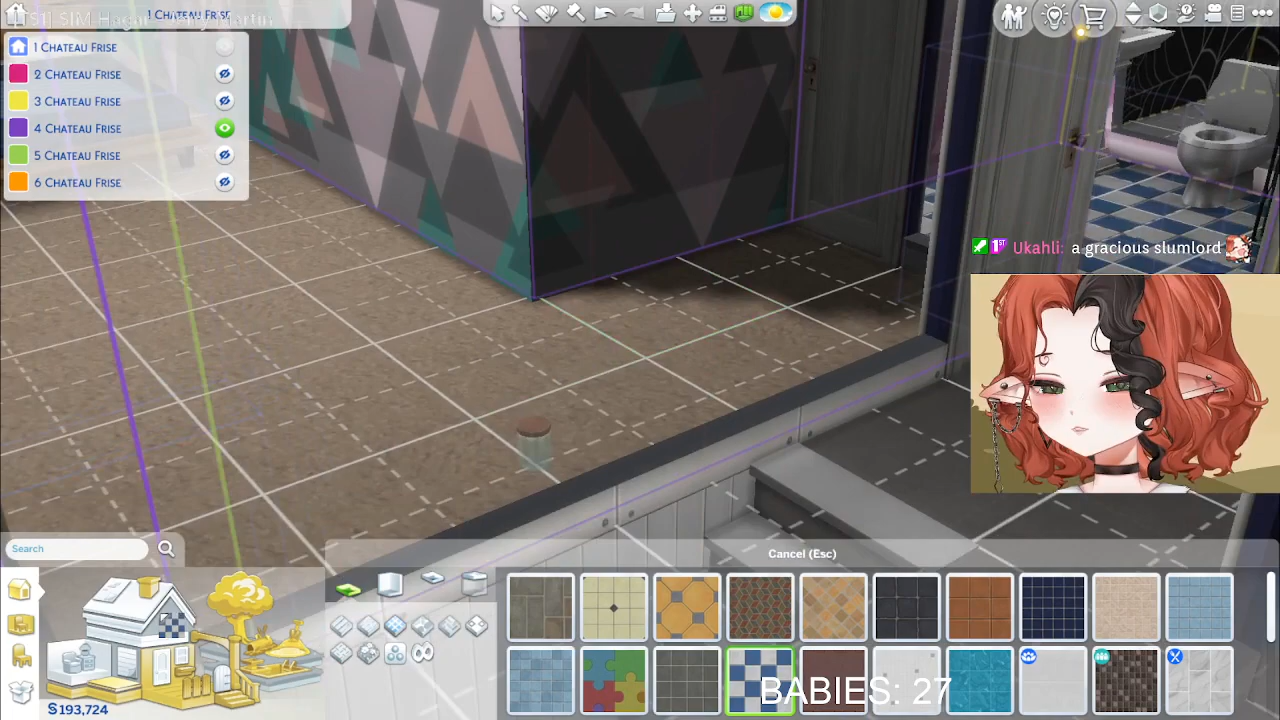 1 Chateau Frise
1 Chateau Frise
2 Chateau Frise
3 Chateau Frise
4 Chateau Frise
5 Chateau Frise
6 Chateau Frise
1ST Ukahli: a gracious slumlord
Search
Cancel (Esc)
BABIES: 27
§193,724